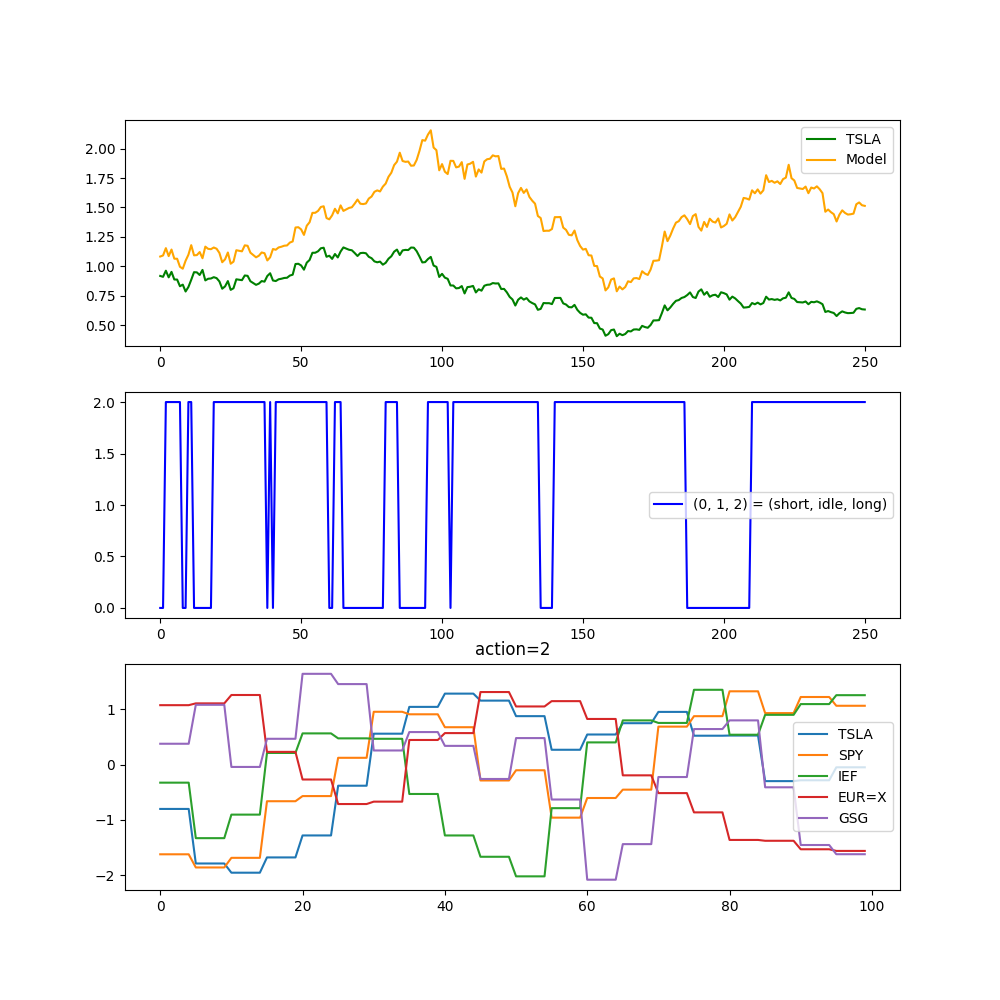 2.00
1.75
1.50
1.25
1.00
0.75
0.50
TSLA
Model
0 50 100 150 200 250
2.0
1.5
1.0
0.5
0.0
(0, 1, 2) = (short, idle, long)
0 50 100 150 200 250
action=2
1
0
−1
−2
TSLA
SPY
IEF
EUR=X
GSG
0 20 40 60 80 100